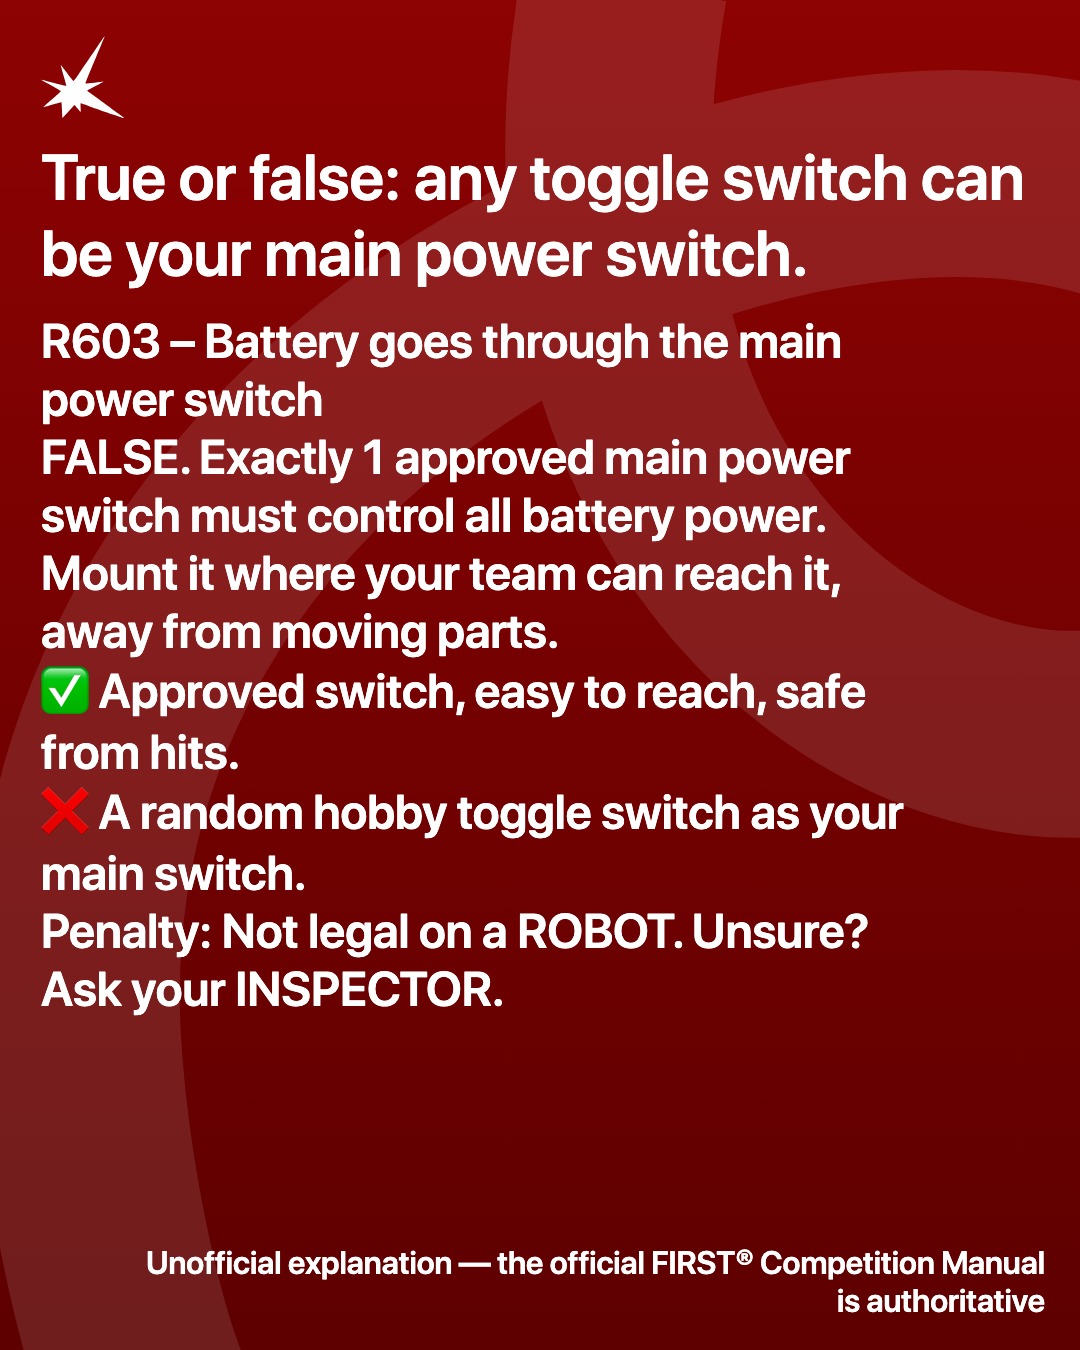 True or false: any toggle switch can
be your main power switch.
R603 – Battery goes through the main
power switch
FALSE. Exactly 1 approved main power
switch must control all battery power.
Mount it where your team can reach it,
away from moving parts.
✅ Approved switch, easy to reach, safe
from hits.
❌ A random hobby toggle switch as your
main switch.
Penalty: Not legal on a ROBOT. Unsure?
Ask your INSPECTOR.
Unofficial explanation — the official FIRST® Competition Manual
is authoritative